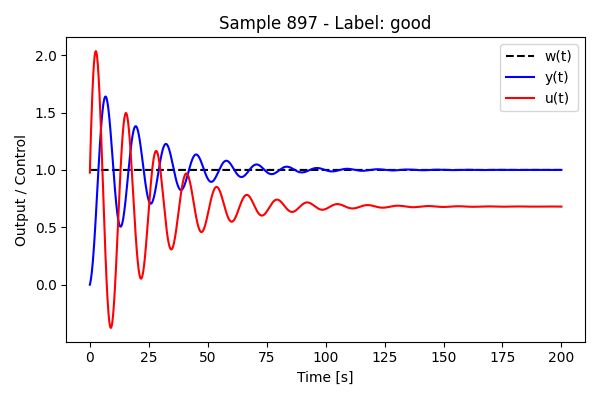 Sample 897 - Label: good
w(t)
y(t)
u(t)
Output / Control
2.0
1.5
1.0
0.5
0.0
0 25 50 75 100 125 150 175 200
Time [s]